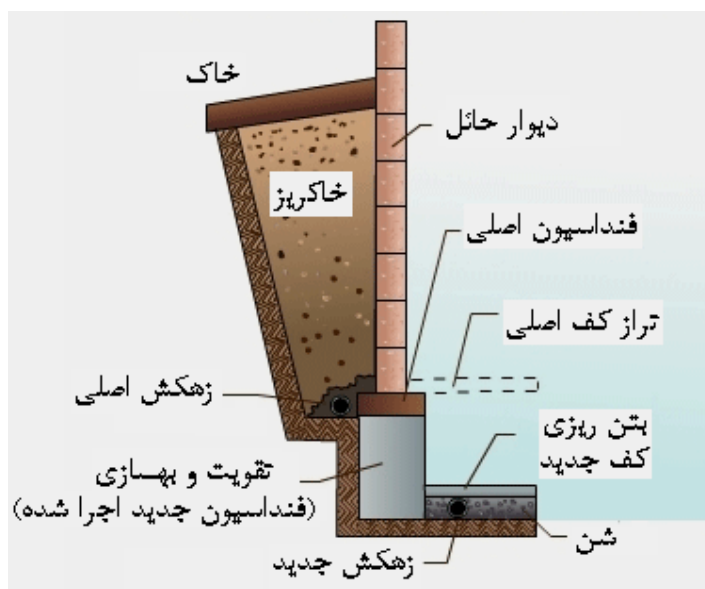 خاک
دیوار حائل
خاکریز
فنداسیون اصلی
تراز کف اصلی
زهکش اصلی
بتن ریزی
کف جدید
تقویت و بهسازی
(فنداسیون جدید اجرا شده)
شن
زهکش جدید